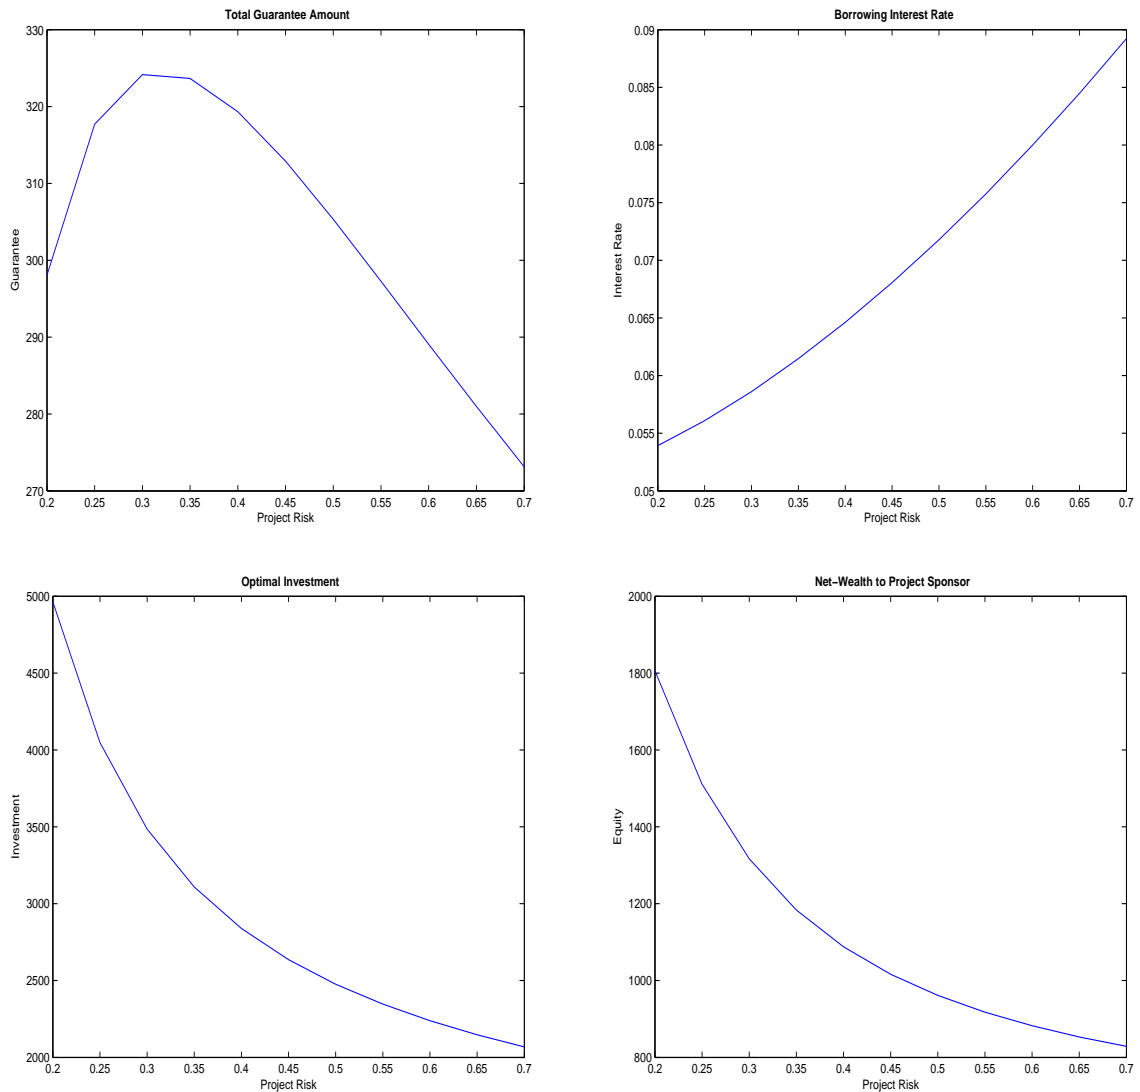 Total Guarantee Amount
330
320
310
300
290
280
270
Guarantee
0.2 0.25 0.3 0.35 0.4 0.45 0.5 0.55 0.6 0.65 0.7
Project Risk
Borrowing Interest Rate
0.09
0.085
0.08
0.075
0.07
0.065
0.06
0.055
0.05
Interest Rate
0.2 0.25 0.3 0.35 0.4 0.45 0.5 0.55 0.6 0.65 0.7
Project Risk
Optimal Investment
5000
4500
4000
3500
3000
2500
2000
Investment
0.2 0.25 0.3 0.35 0.4 0.45 0.5 0.55 0.6 0.65 0.7
Project Risk
Net−Wealth to Project Sponsor
2000
1800
1600
1400
1200
1000
800
Equity
0.2 0.25 0.3 0.35 0.4 0.45 0.5 0.55 0.6 0.65 0.7
Project Risk